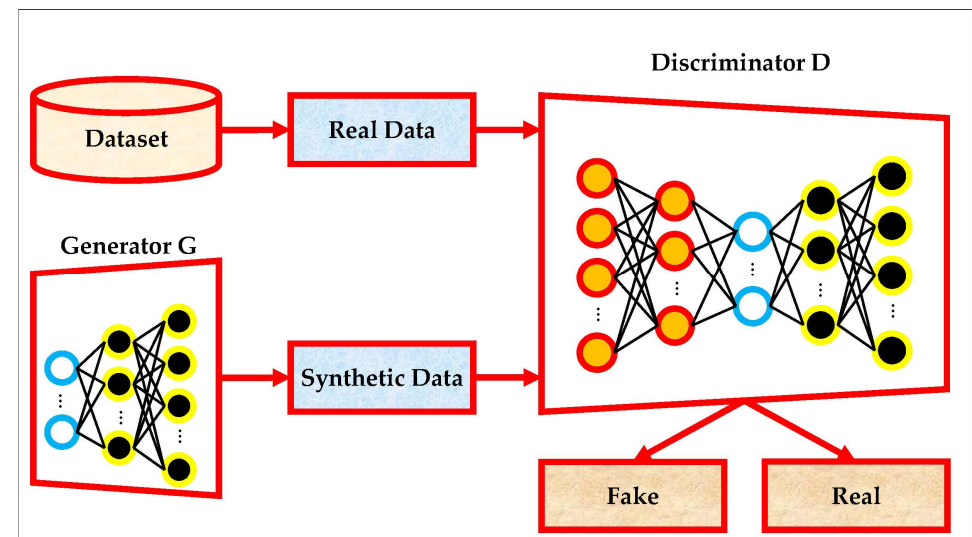 Discriminator D
Dataset
Real Data
Generator G
Synthetic Data
Fake
Real